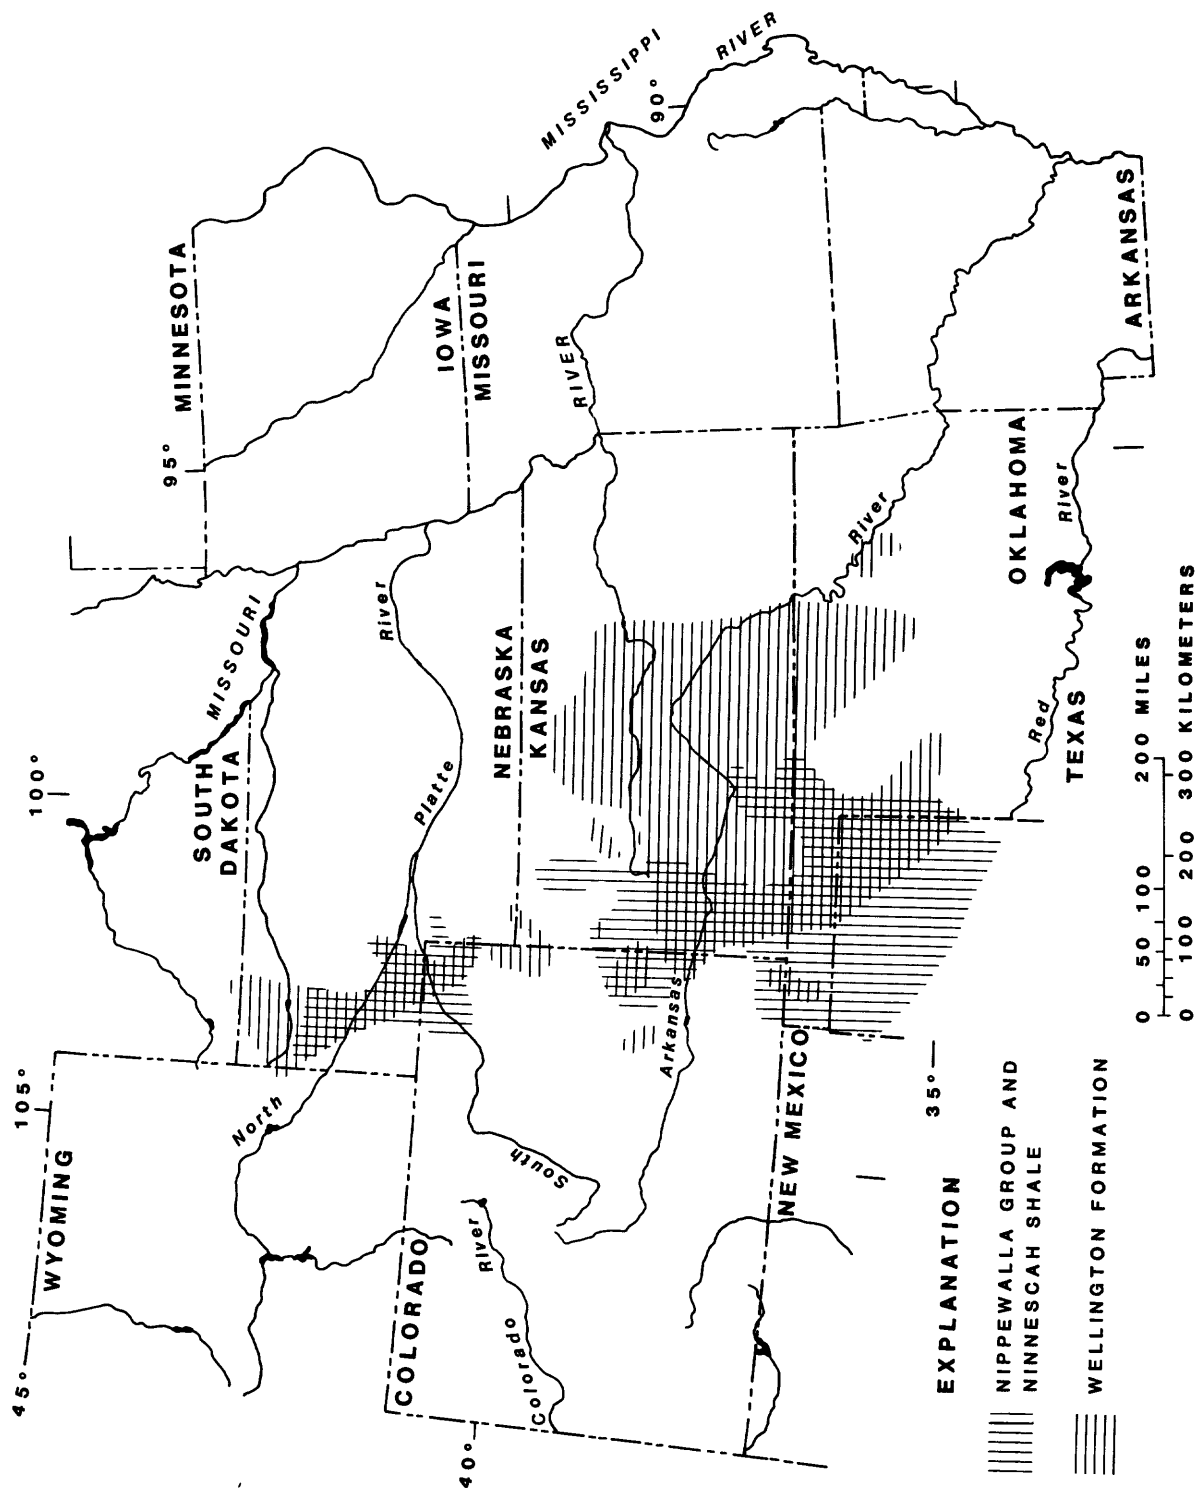 45°
105°
100°
95°
90°
WYOMING
SOUTH
DAKOTA
MISSOURI
MINNESOTA
MISSISSIPPI
RIVER
North
Platte
River
IOWA
MISSOURI
COLORADO
NEBRASKA
KANSAS
RIVER
40°
Colorado
River
South
Arkansas
River
NEW MEXICO
OKLAHOMA
ARKANSAS
35°
TEXAS
Red
River
EXPLANATION
NIPPEWALLA GROUP AND
NINNESCAH SHALE
WELLINGTON FORMATION
0 50 100 200 MILES
0 100 200 300 KILOMETERS